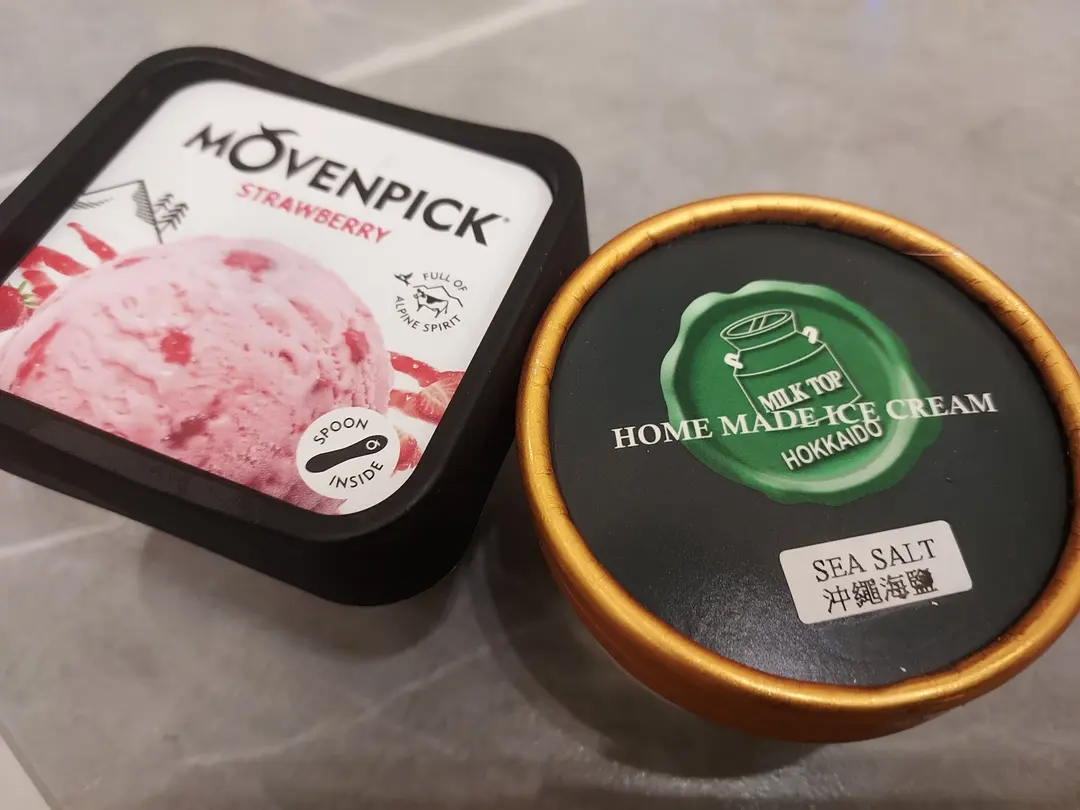 MÖVENPICK
STRAWBERRY
FULL OF
ALPINE SPIRIT
SPOON
INSIDE
MILK TOP
HOME MADE ICE CREAM
HOKKAIDO
SEA SALT
沖繩海鹽